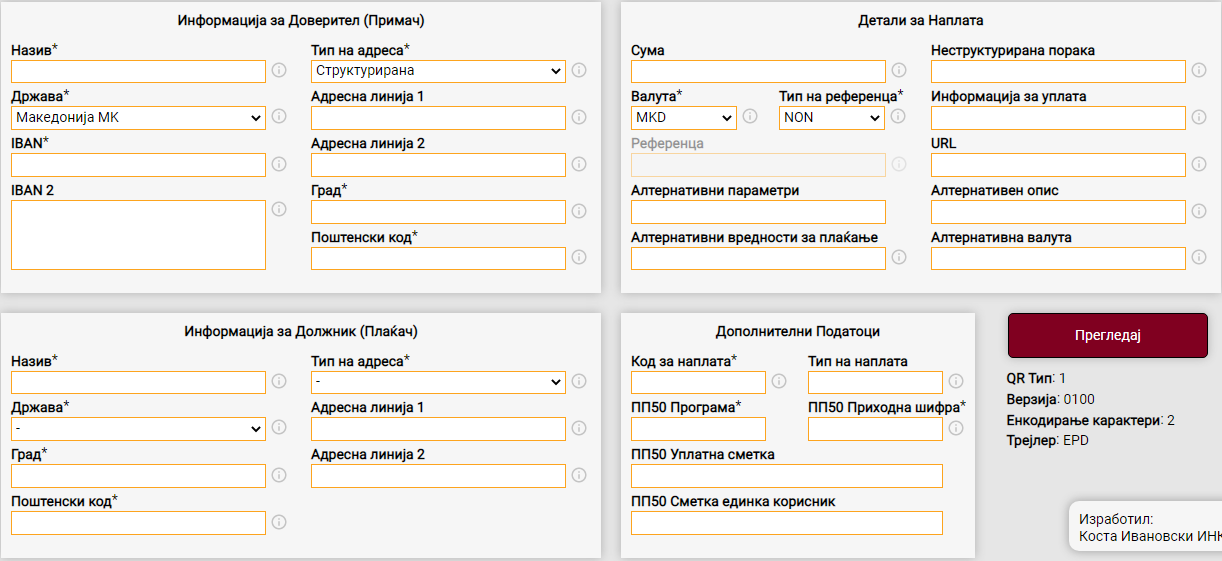 Информација за Доверител (Примач)
Назив*
Тип на адреса*
Структурирана
Држава*
Македонија МК
Адресна линија 1
IBAN*
Адресна линија 2
IBAN 2
Град*
Поштенски код*
Детали за Наплата
Сума
Неструктурирана порака
Валута*
Тип на референца*
Информација за уплата
MKD
NON
Референца
URL
Алтернативни параметри
Алтернативен опис
Алтернативни вредности за плаќање
Алтернативна валута
Информација за Должник (Плаќач)
Назив*
Тип на адреса*
-
Држава*
-
Адресна линија 1
Град*
Адресна линија 2
Поштенски код*
Дополнителни Податоци
Код за наплата*
Тип на наплата
ПП50 Програма*
ПП50 Приходна шифра*
ПП50 Уплатна сметка
ПП50 Сметка единка корисник
Прегледај
QR Тип: 1
Верзија: 0100
Енкодирање карактери: 2
Трејлер: EPD
Изработил:
Коста Ивановски ИНК